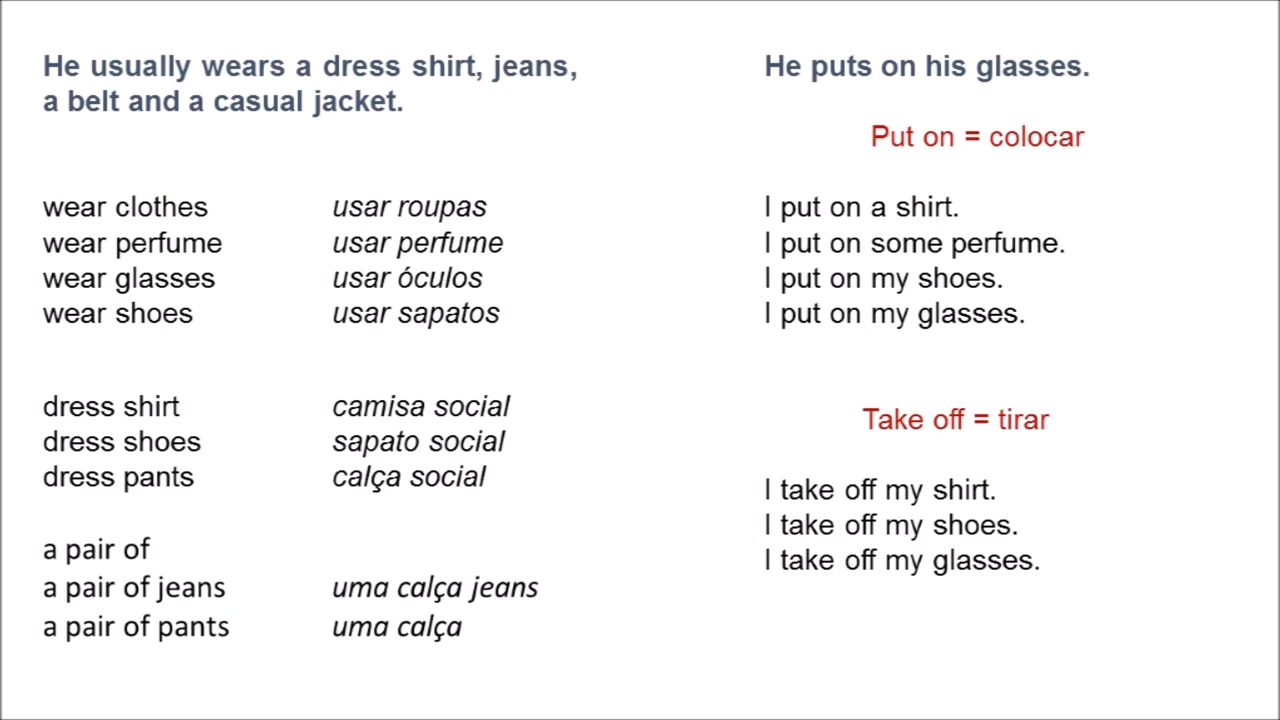 He usually wears a dress shirt, jeans,
a belt and a casual jacket.
wear clothes usar roupas
wear perfume usar perfume
wear glasses usar óculos
wear shoes usar sapatos
dress shirt camisa social
dress shoes sapato social
dress pants calça social
a pair of
a pair of jeans uma calça jeans
a pair of pants uma calça
He puts on his glasses.
Put on = colocar
I put on a shirt.
I put on some perfume.
I put on my shoes.
I put on my glasses.
Take off = tirar
I take off my shirt.
I take off my shoes.
I take off my glasses.